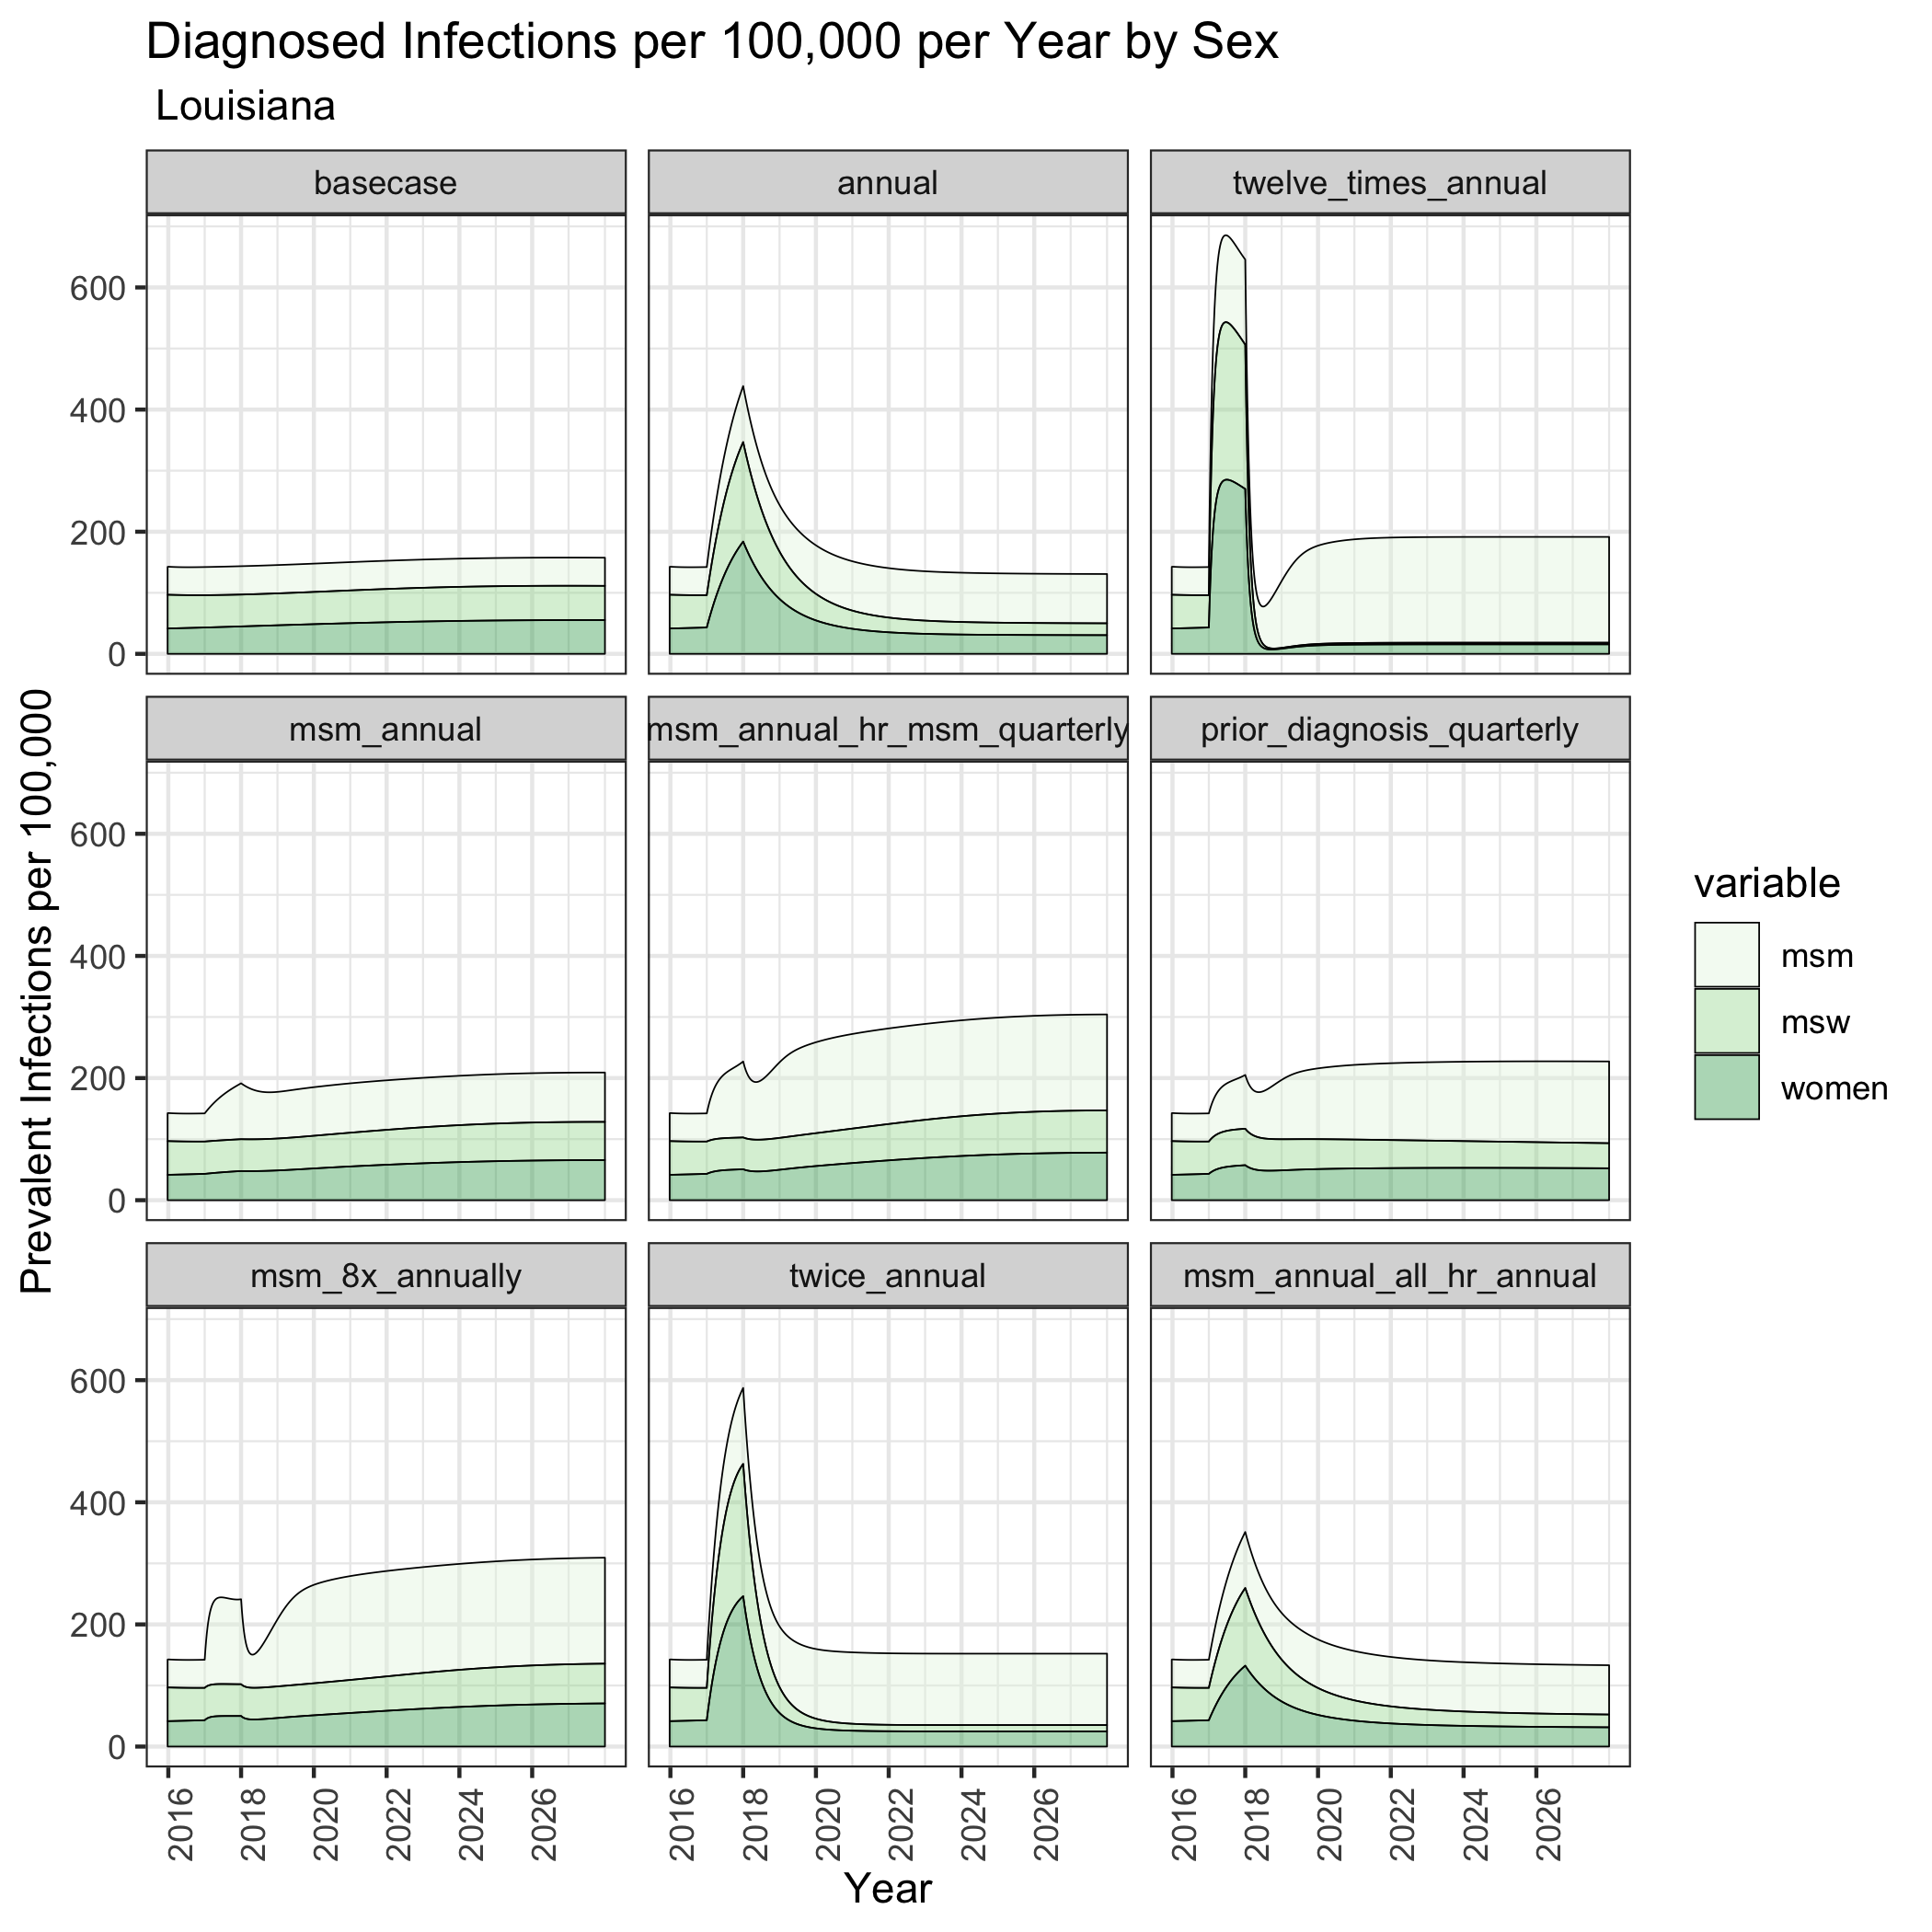 Diagnosed Infections per 100,000 per Year by Sex
Louisiana
basecase
annual
twelve_times_annual
600
400
200
0
msm_annual
msm_annual_hr_msm_quarterly
prior_diagnosis_quarterly
600
400
200
0
msm_8x_annually
twice_annual
msm_annual_all_hr_annual
600
400
200
0
2016 2018 2020 2022 2024 2026
2016 2018 2020 2022 2024 2026
2016 2018 2020 2022 2024 2026
Year
Prevalent Infections per 100,000
variable
msm
msw
women